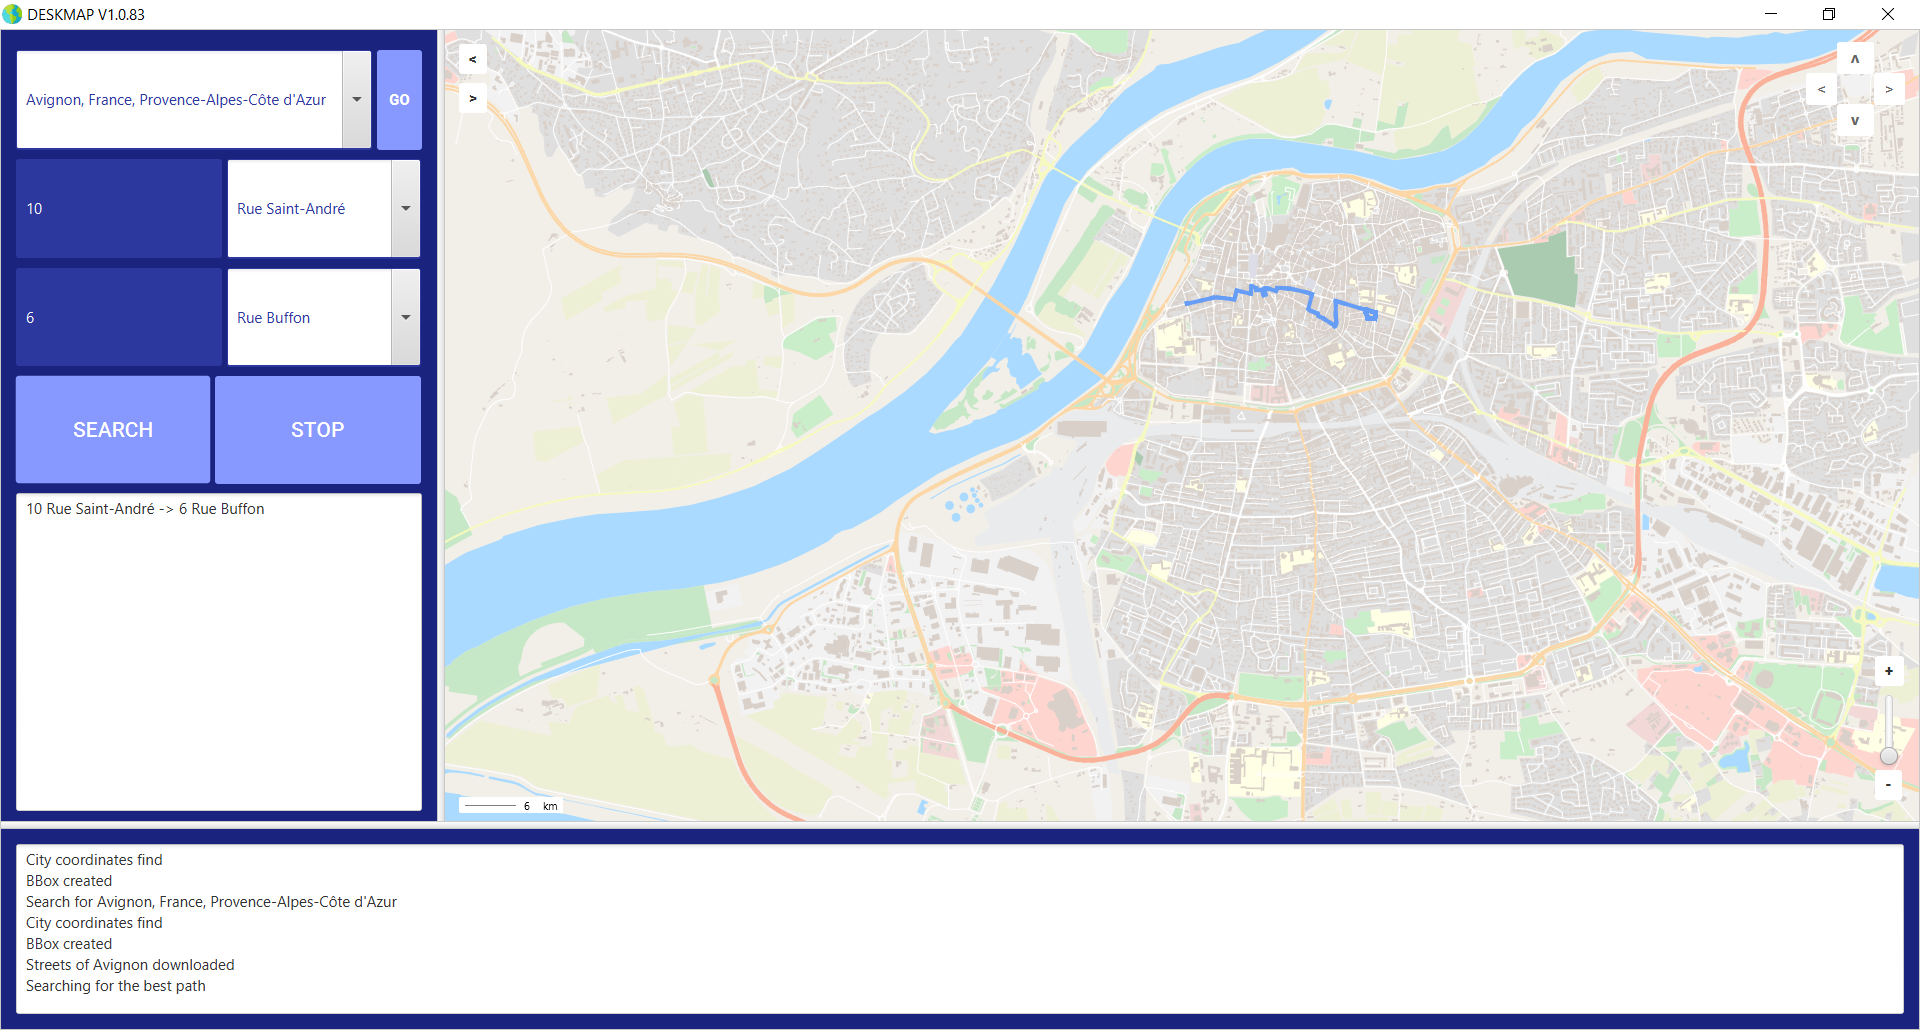 DESKMAP V1.0.83
Avignon, France, Provence-Alpes-Côte d'Azur
GO
10
Rue Saint-André
6
Rue Buffon
SEARCH
STOP
10 Rue Saint-André -> 6 Rue Buffon
<
>
ʌ
<
>
v
+
-
6 km
City coordinates find
BBox created
Search for Avignon, France, Provence-Alpes-Côte d'Azur
City coordinates find
BBox created
Streets of Avignon downloaded
Searching for the best path